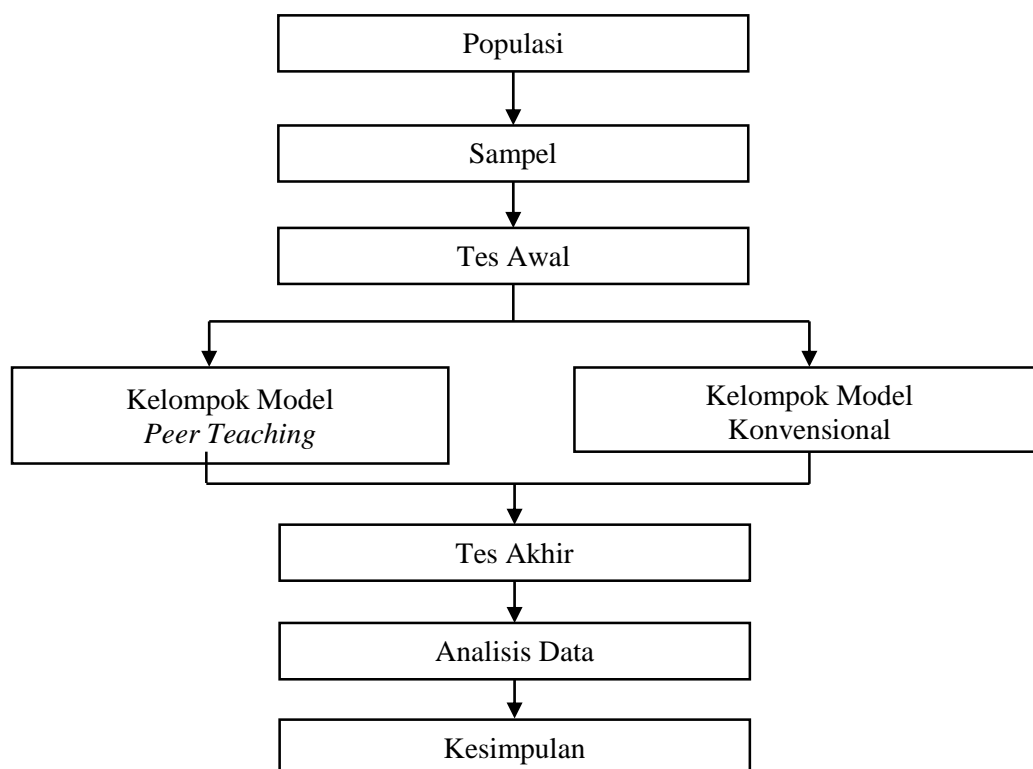 Populasi
Sampel
Tes Awal
Kelompok Model
Peer Teaching
Kelompok Model
Konvensional
Tes Akhir
Analisis Data
Kesimpulan